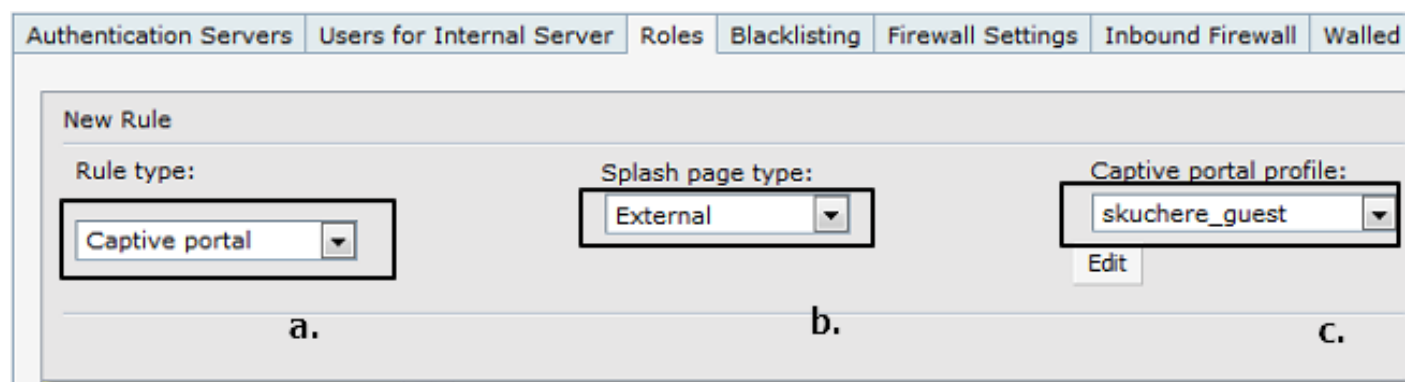 Authentication Servers Users for Internal Server Roles Blacklisting Firewall Settings Inbound Firewall Walled
New Rule
Rule type: Splash page type: Captive portal profile:
Captive portal External skuchere_guest
Edit
a. b. c.